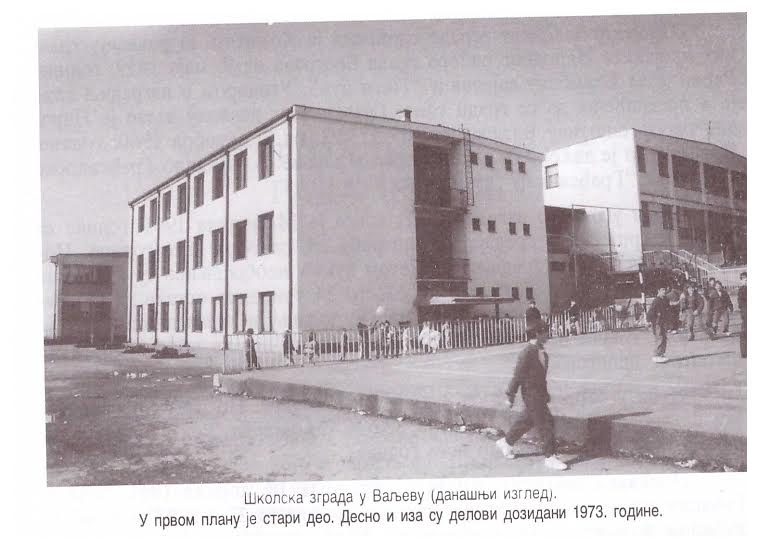 Школска зграда у Ваљеву (данашњи изглед).
У првом плану је стари део. Десно и иза су делови дозидани 1973. године.